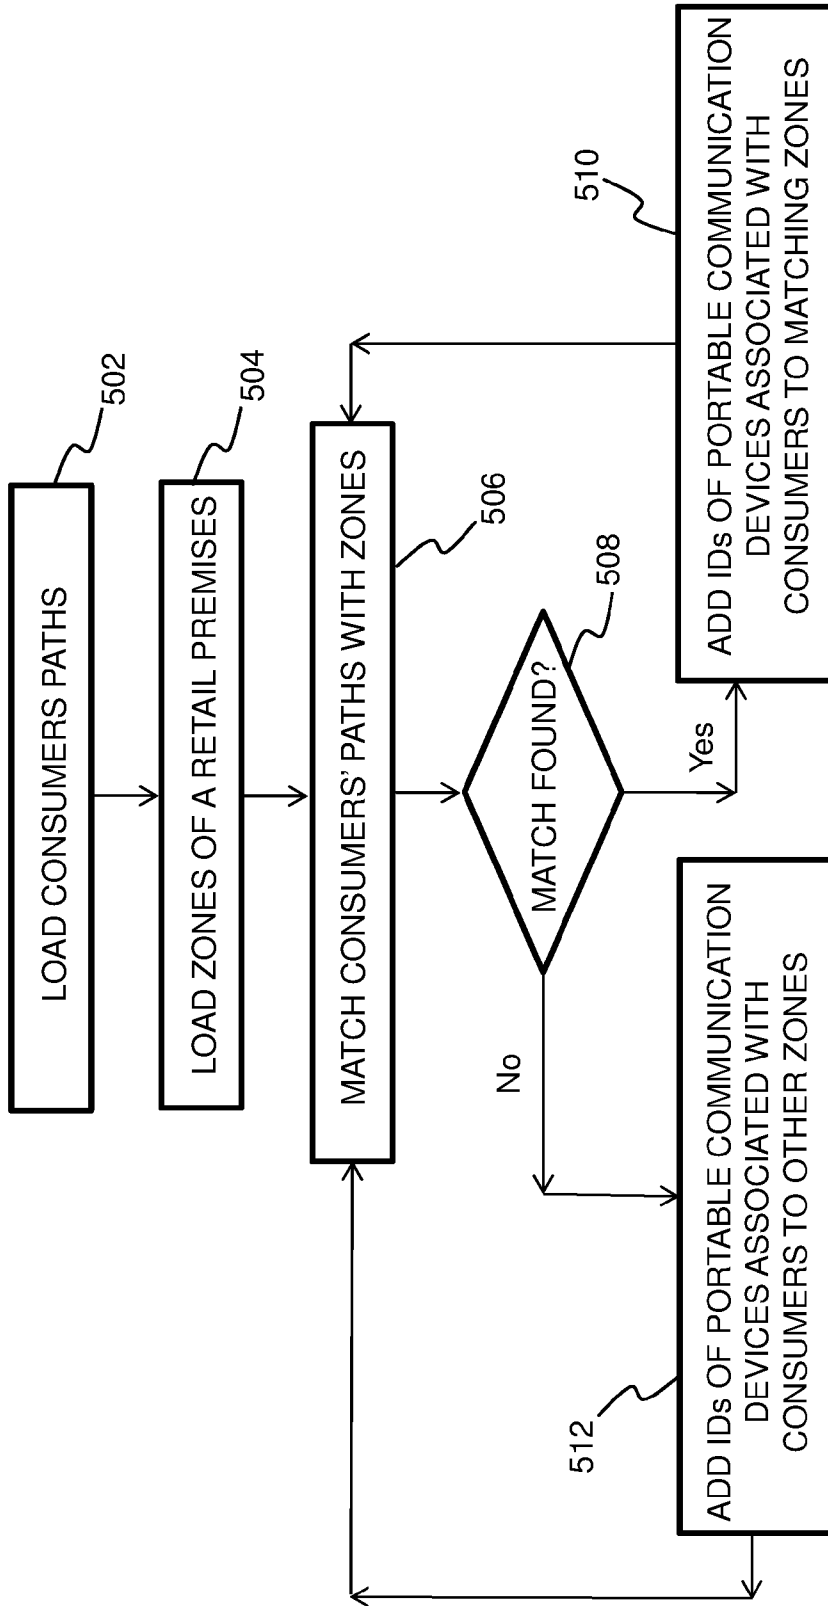 LOAD CONSUMERS PATHS
502
LOAD ZONES OF A RETAIL PREMISES
504
MATCH CONSUMERS’ PATHS WITH ZONES
506
MATCH FOUND?
508
No
Yes
512
ADD IDs OF PORTABLE COMMUNICATION
DEVICES ASSOCIATED WITH
CONSUMERS TO OTHER ZONES
510
ADD IDs OF PORTABLE COMMUNICATION
DEVICES ASSOCIATED WITH
CONSUMERS TO MATCHING ZONES